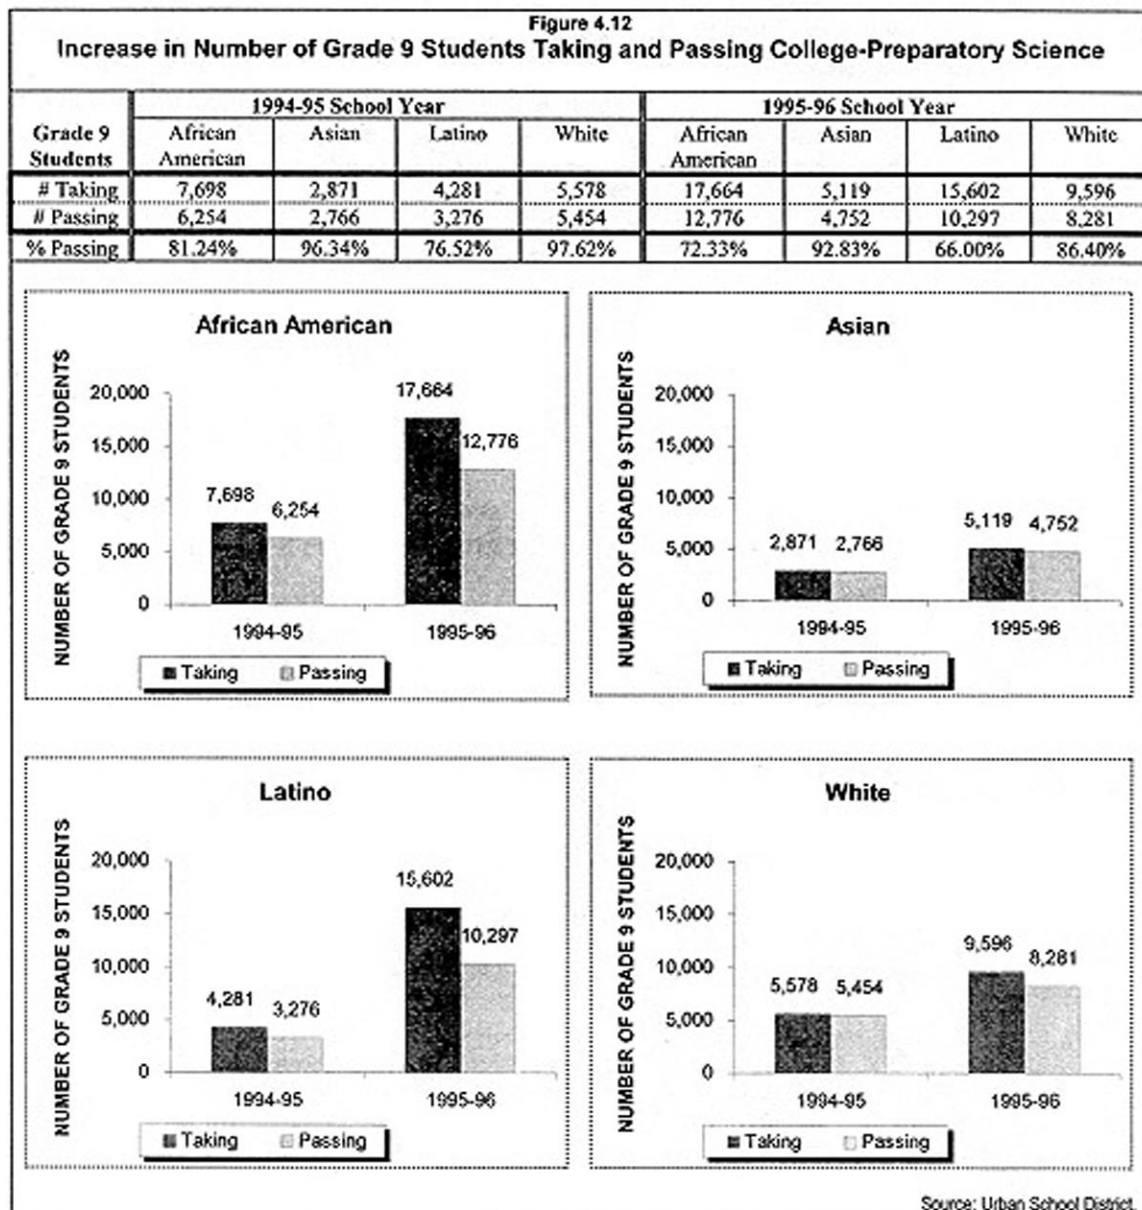 Figure 4.12
Increase in Number of Grade 9 Students Taking and Passing College-Preparatory Science
1994-95 School Year 1995-96 School Year
Grade 9 Students African American Asian Latino White African American Asian Latino White
# Taking 7,698 2,871 4,281 5,578 17,664 5,119 15,602 9,596
# Passing 6,254 2,766 3,276 5,454 12,776 4,752 10,297 8,281
% Passing 81.24% 96.34% 76.52% 97.62% 72.33% 92.83% 66.00% 86.40%
African American
NUMBER OF GRADE 9 STUDENTS
20,000
15,000
10,000
5,000
0
17,664
12,776
7,698
6,254
1994-95 1995-96
Taking Passing
Asian
NUMBER OF GRADE 9 STUDENTS
20,000
15,000
10,000
5,000
0
5,119 4,752
2,871 2,766
1994-95 1995-96
Taking Passing
Latino
NUMBER OF GRADE 9 STUDENTS
20,000
15,000
10,000
5,000
0
15,602
10,297
4,281 3,276
1994-95 1995-96
Taking Passing
White
NUMBER OF GRADE 9 STUDENTS
20,000
15,000
10,000
5,000
0
9,596
8,281
5,578 5,454
1994-95 1995-96
Taking Passing
Source: Urban School District.